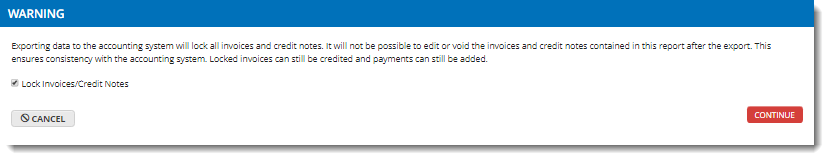 WARNING
Exporting data to the accounting system will lock all invoices and credit notes. It will not be possible to edit or void the invoices and credit notes contained in this report after the export. This
ensures consistency with the accounting system. Locked invoices can still be credited and payments can still be added.
Lock Invoices/Credit Notes
CANCEL
CONTINUE